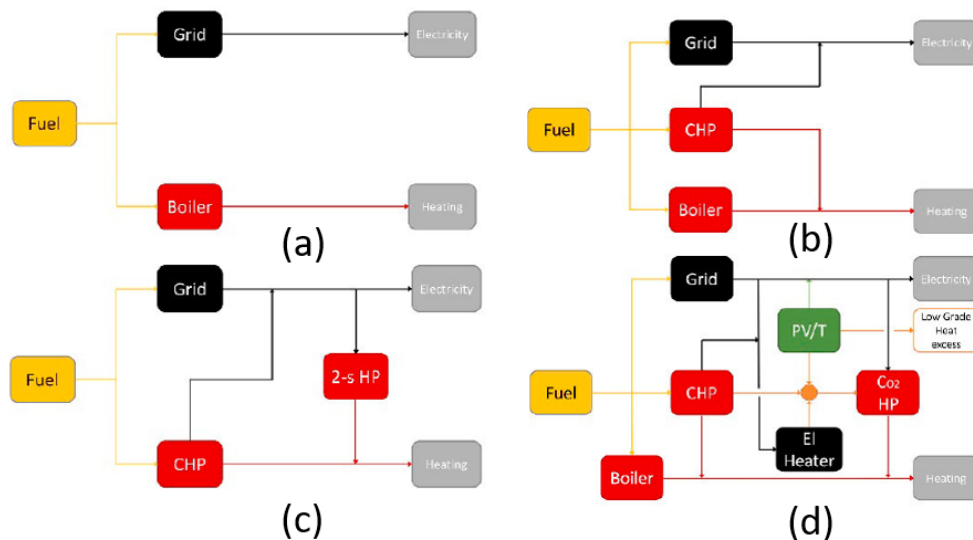 Grid
Electricity
Fuel
Boiler
Heating
(a)
Grid
Electricity
Fuel
CHP
Boiler
Heating
(b)
Grid
Electricity
Fuel
2-s HP
CHP
Heating
(c)
Grid
Electricity
PV/T
Low Grade
Heat
excess
Fuel
CHP
Co2
HP
El
Heater
Boiler
Heating
(d)